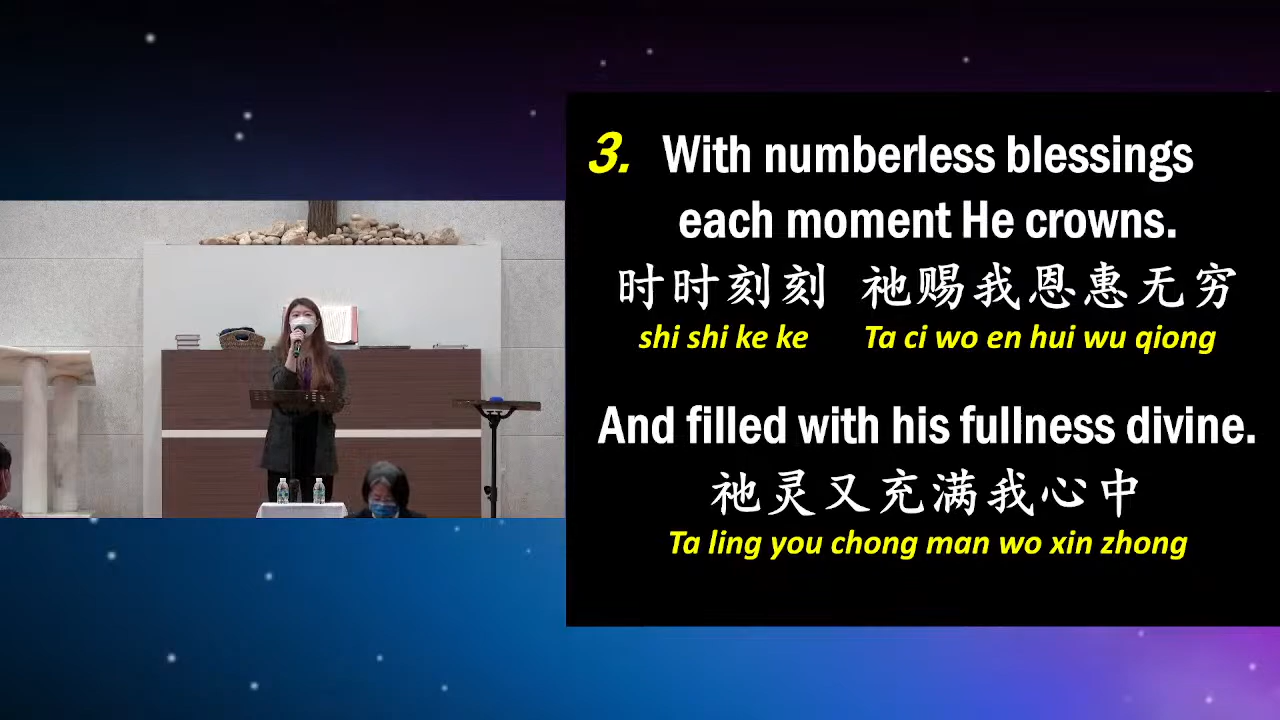 3. With numberless blessings
each moment He crowns.
时时刻刻 祂赐我恩惠无穷
shi shi ke ke Ta ci wo en hui wu qiong
And filled with his fullness divine.
祂灵又充满我心中
Ta ling you chong man wo xin zhong